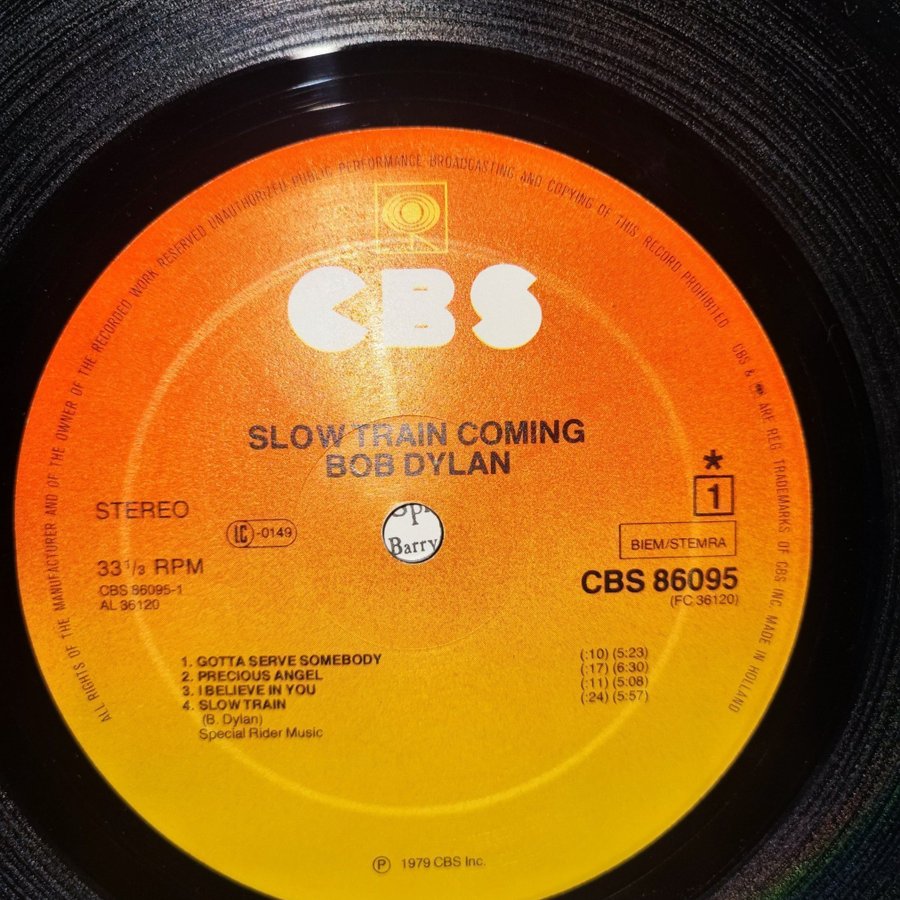 ALL RIGHTS OF THE MANUFACTURER AND OF THE OWNER OF THE RECORDED WORK RESERVED UNAUTHORIZED PUBLIC PERFORMANCE BROADCASTING AND COPYING OF THIS RECORD PROHIBITED
CBS & ARE REG TRADEMARKS OF CBS INC. MADE IN HOLLAND
CBS
SLOW TRAIN COMING
BOB DYLAN
STEREO
LC-0149
33 1/3 RPM
CBS 86095-1
AL 36120
*
1
BIEM/STEMRA
CBS 86095
(FC 36120)
Barry
1. GOTTA SERVE SOMEBODY (:10) (5:23)
2. PRECIOUS ANGEL (:17) (6:30)
3. I BELIEVE IN YOU (:11) (5:08)
4. SLOW TRAIN (:24) (5:57)
(B. Dylan)
Special Rider Music
℗ 1979 CBS Inc.